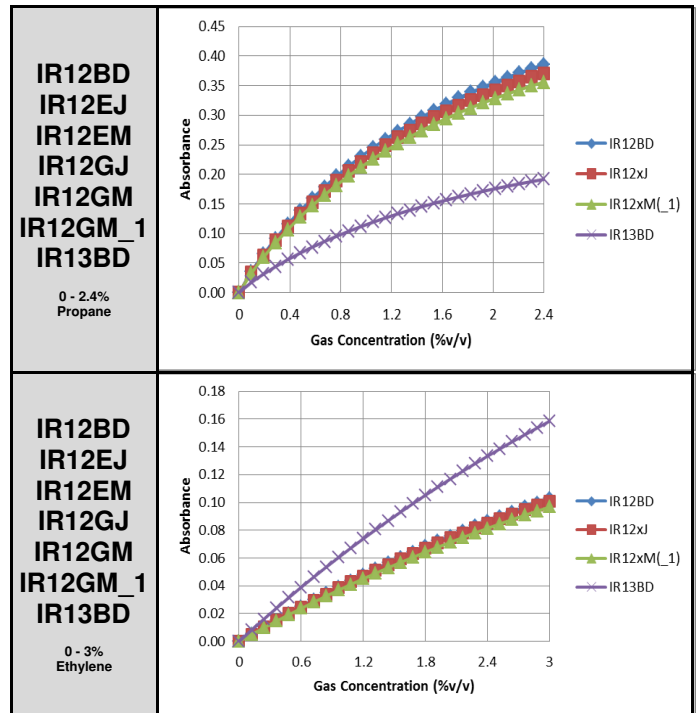 IR12BD
IR12EJ
IR12EM
IR12GJ
IR12GM
IR12GM_1
IR13BD
0 - 2.4%
Propane
Absorbance
0.45
0.40
0.35
0.30
0.25
0.20
0.15
0.10
0.05
0.00
0 0.4 0.8 1.2 1.6 2 2.4
Gas Concentration (%v/v)
IR12BD
IR12xJ
IR12xM(_1)
IR13BD
IR12BD
IR12EJ
IR12EM
IR12GJ
IR12GM
IR12GM_1
IR13BD
0 - 3%
Ethylene
Absorbance
0.18
0.16
0.14
0.12
0.10
0.08
0.06
0.04
0.02
0.00
0 0.6 1.2 1.8 2.4 3
Gas Concentration (%v/v)
IR12BD
IR12xJ
IR12xM(_1)
IR13BD